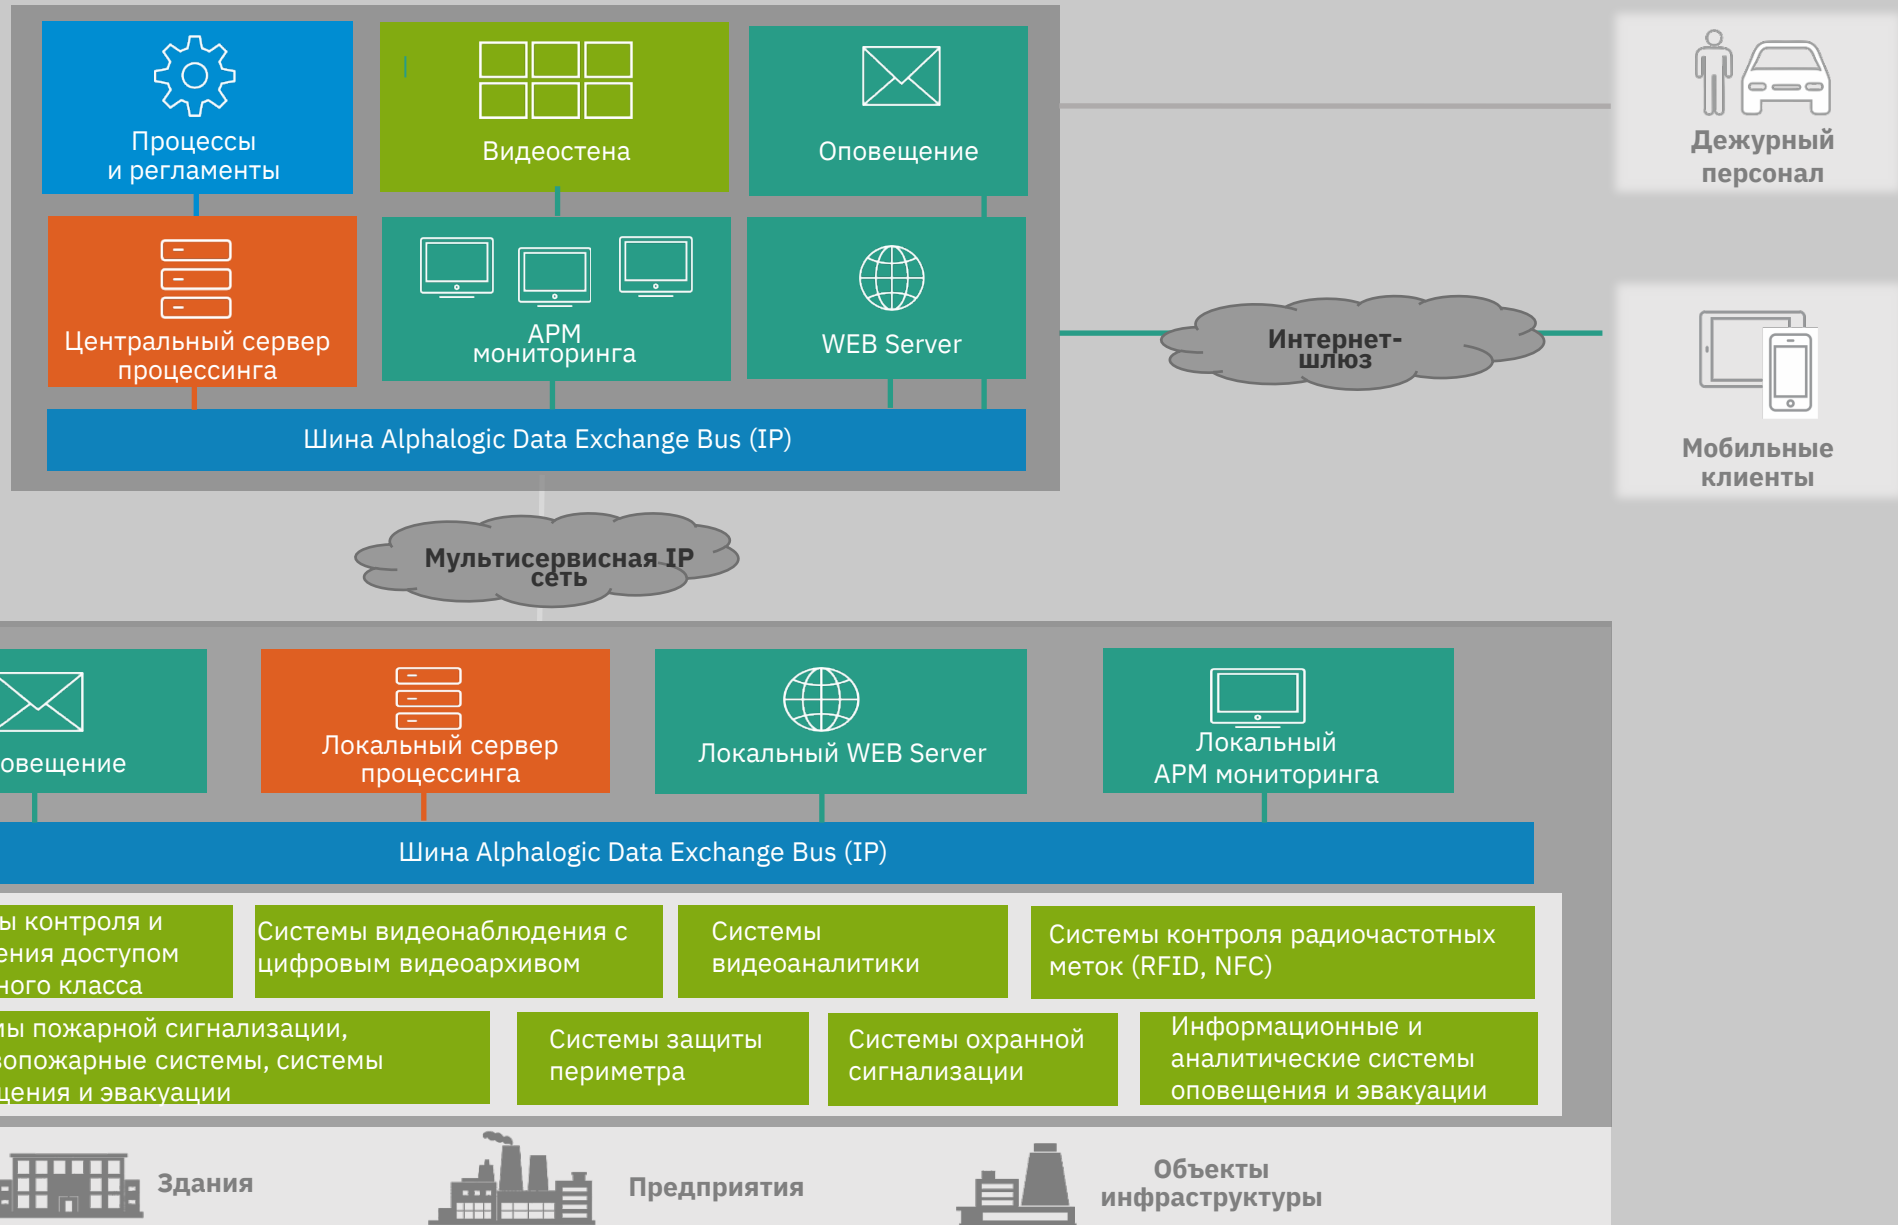 Процессы
и регламенты
Видеостена
Оповещение
Дежурный
персонал
Центральный сервер
процессинга
АРМ
мониторинга
WEB Server
Интернет-
шлюз
Мобильные
клиенты
Шина Alphalogic Data Exchange Bus (IP)
Мультисервисная IP
сеть
овещение
Локальный сервер
процессинга
Локальный WEB Server
Локальный
АРМ мониторинга
Шина Alphalogic Data Exchange Bus (IP)
ы контроля и
ения доступом
ного класса
Системы видеонаблюдения с
цифровым видеоархивом
Системы
видеоаналитики
Системы контроля радиочастотных
меток (RFID, NFC)
мы пожарной сигнализации,
вопожарные системы, системы
щения и эвакуации
Системы защиты
периметра
Системы охранной
сигнализации
Информационные и
аналитические системы
оповещения и эвакуации
Здания
Предприятия
Объекты
инфраструктуры